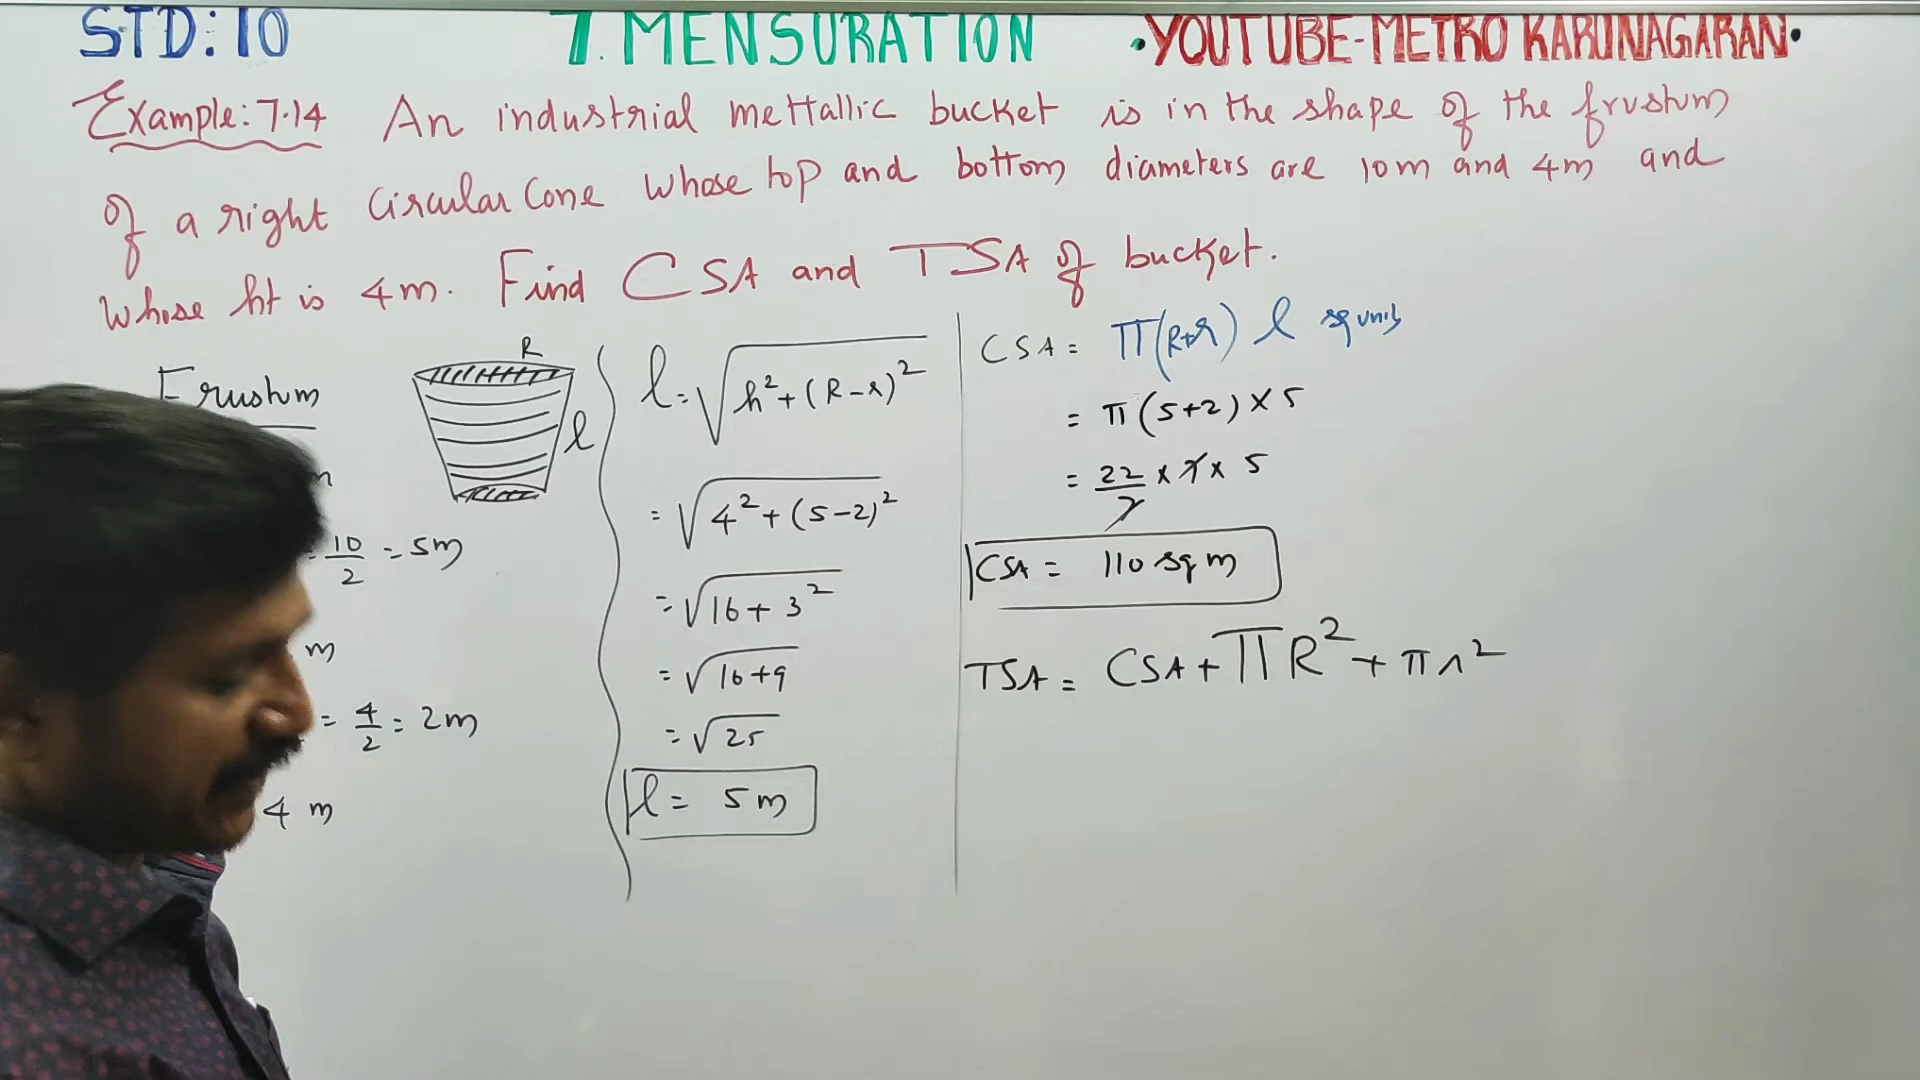 STD: 10 7. MENSURATION •YOUTUBE-METRO KARUNAGARAN•
Example: 7.14 An industrial mettallic bucket is in the shape of the frustum
of a right Circular Cone whose top and bottom diameters are 10m and 4m and
whose ht is 4m. Find CSA and TSA of bucket.
Frustum
m
= 10/2 = 5m
m
= 4/2 = 2m
4 m
R
l
l = √h² + (R-r)²
= √4² + (5-2)²
= √16 + 3²
= √16+9
= √25
l = 5m
CSA = π(R+r) l sq units
= π(5+2) × 5
= 22/7 × 7 × 5
CSA = 110 sq m
TSA = CSA + πR² + πr²